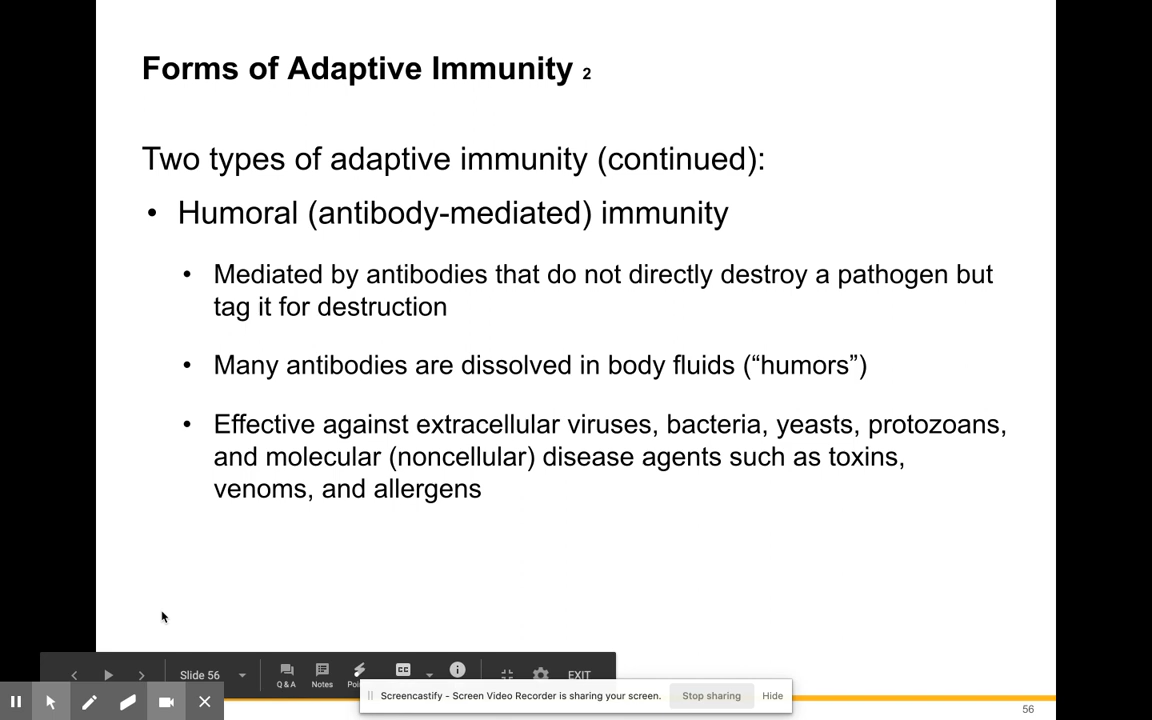 Forms of Adaptive Immunity 2
Two types of adaptive immunity (continued):
• Humoral (antibody-mediated) immunity
• Mediated by antibodies that do not directly destroy a pathogen but
tag it for destruction
• Many antibodies are dissolved in body fluids (“humors”)
• Effective against extracellular viruses, bacteria, yeasts, protozoans,
and molecular (noncellular) disease agents such as toxins,
venoms, and allergens
Slide 56
Q & A
Notes
CC
EXIT
Screencastify - Screen Video Recorder is sharing your screen.
Stop sharing
Hide
56